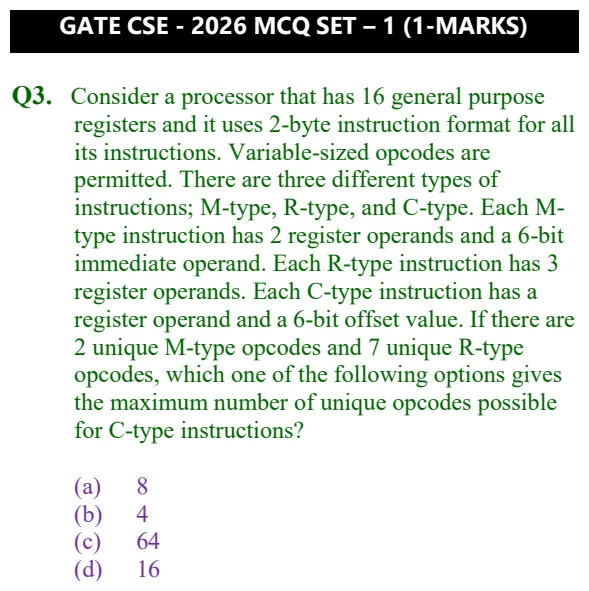 GATE CSE - 2026 MCQ SET – 1 (1-MARKS)
Q3. Consider a processor that has 16 general purpose
registers and it uses 2-byte instruction format for all
its instructions. Variable-sized opcodes are
permitted. There are three different types of
instructions; M-type, R-type, and C-type. Each M-
type instruction has 2 register operands and a 6-bit
immediate operand. Each R-type instruction has 3
register operands. Each C-type instruction has a
register operand and a 6-bit offset value. If there are
2 unique M-type opcodes and 7 unique R-type
opcodes, which one of the following options gives
the maximum number of unique opcodes possible
for C-type instructions?
(a) 8
(b) 4
(c) 64
(d) 16